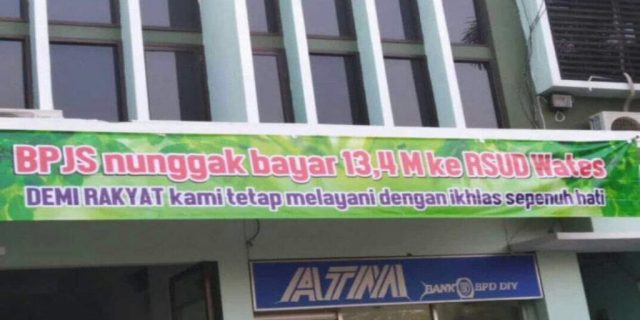 BPJS nunggak bayar 13,4 M ke RSUD Wates
DEMI RAKYAT kami tetap melayani dengan ikhlas sepenuh hati
ATM BANK BPD DIY